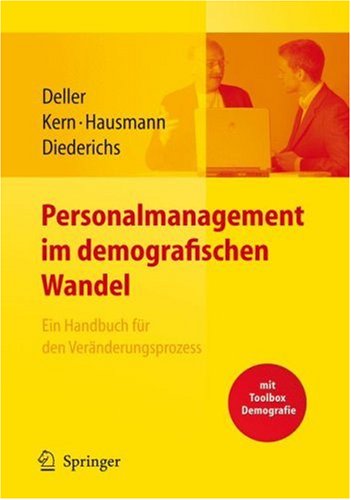 Deller
Kern · Hausmann
Diederichs
Personalmanagement
im demografischen
Wandel
Ein Handbuch für
den Veränderungsprozess
mit
Toolbox
Demografie
Springer